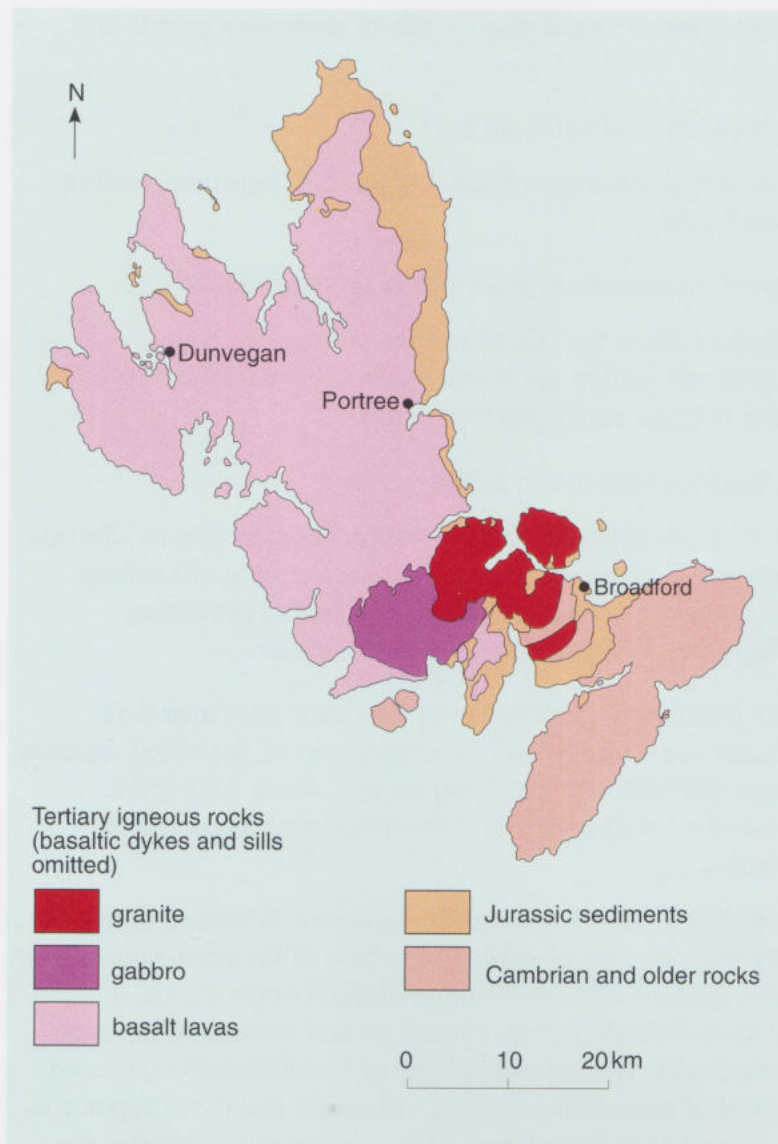 N
Dunvegan
Portree
Broadford
Tertiary igneous rocks
(basaltic dykes and sills
omitted)
granite
gabbro
basalt lavas
Jurassic sediments
Cambrian and older rocks
0 10 20 km